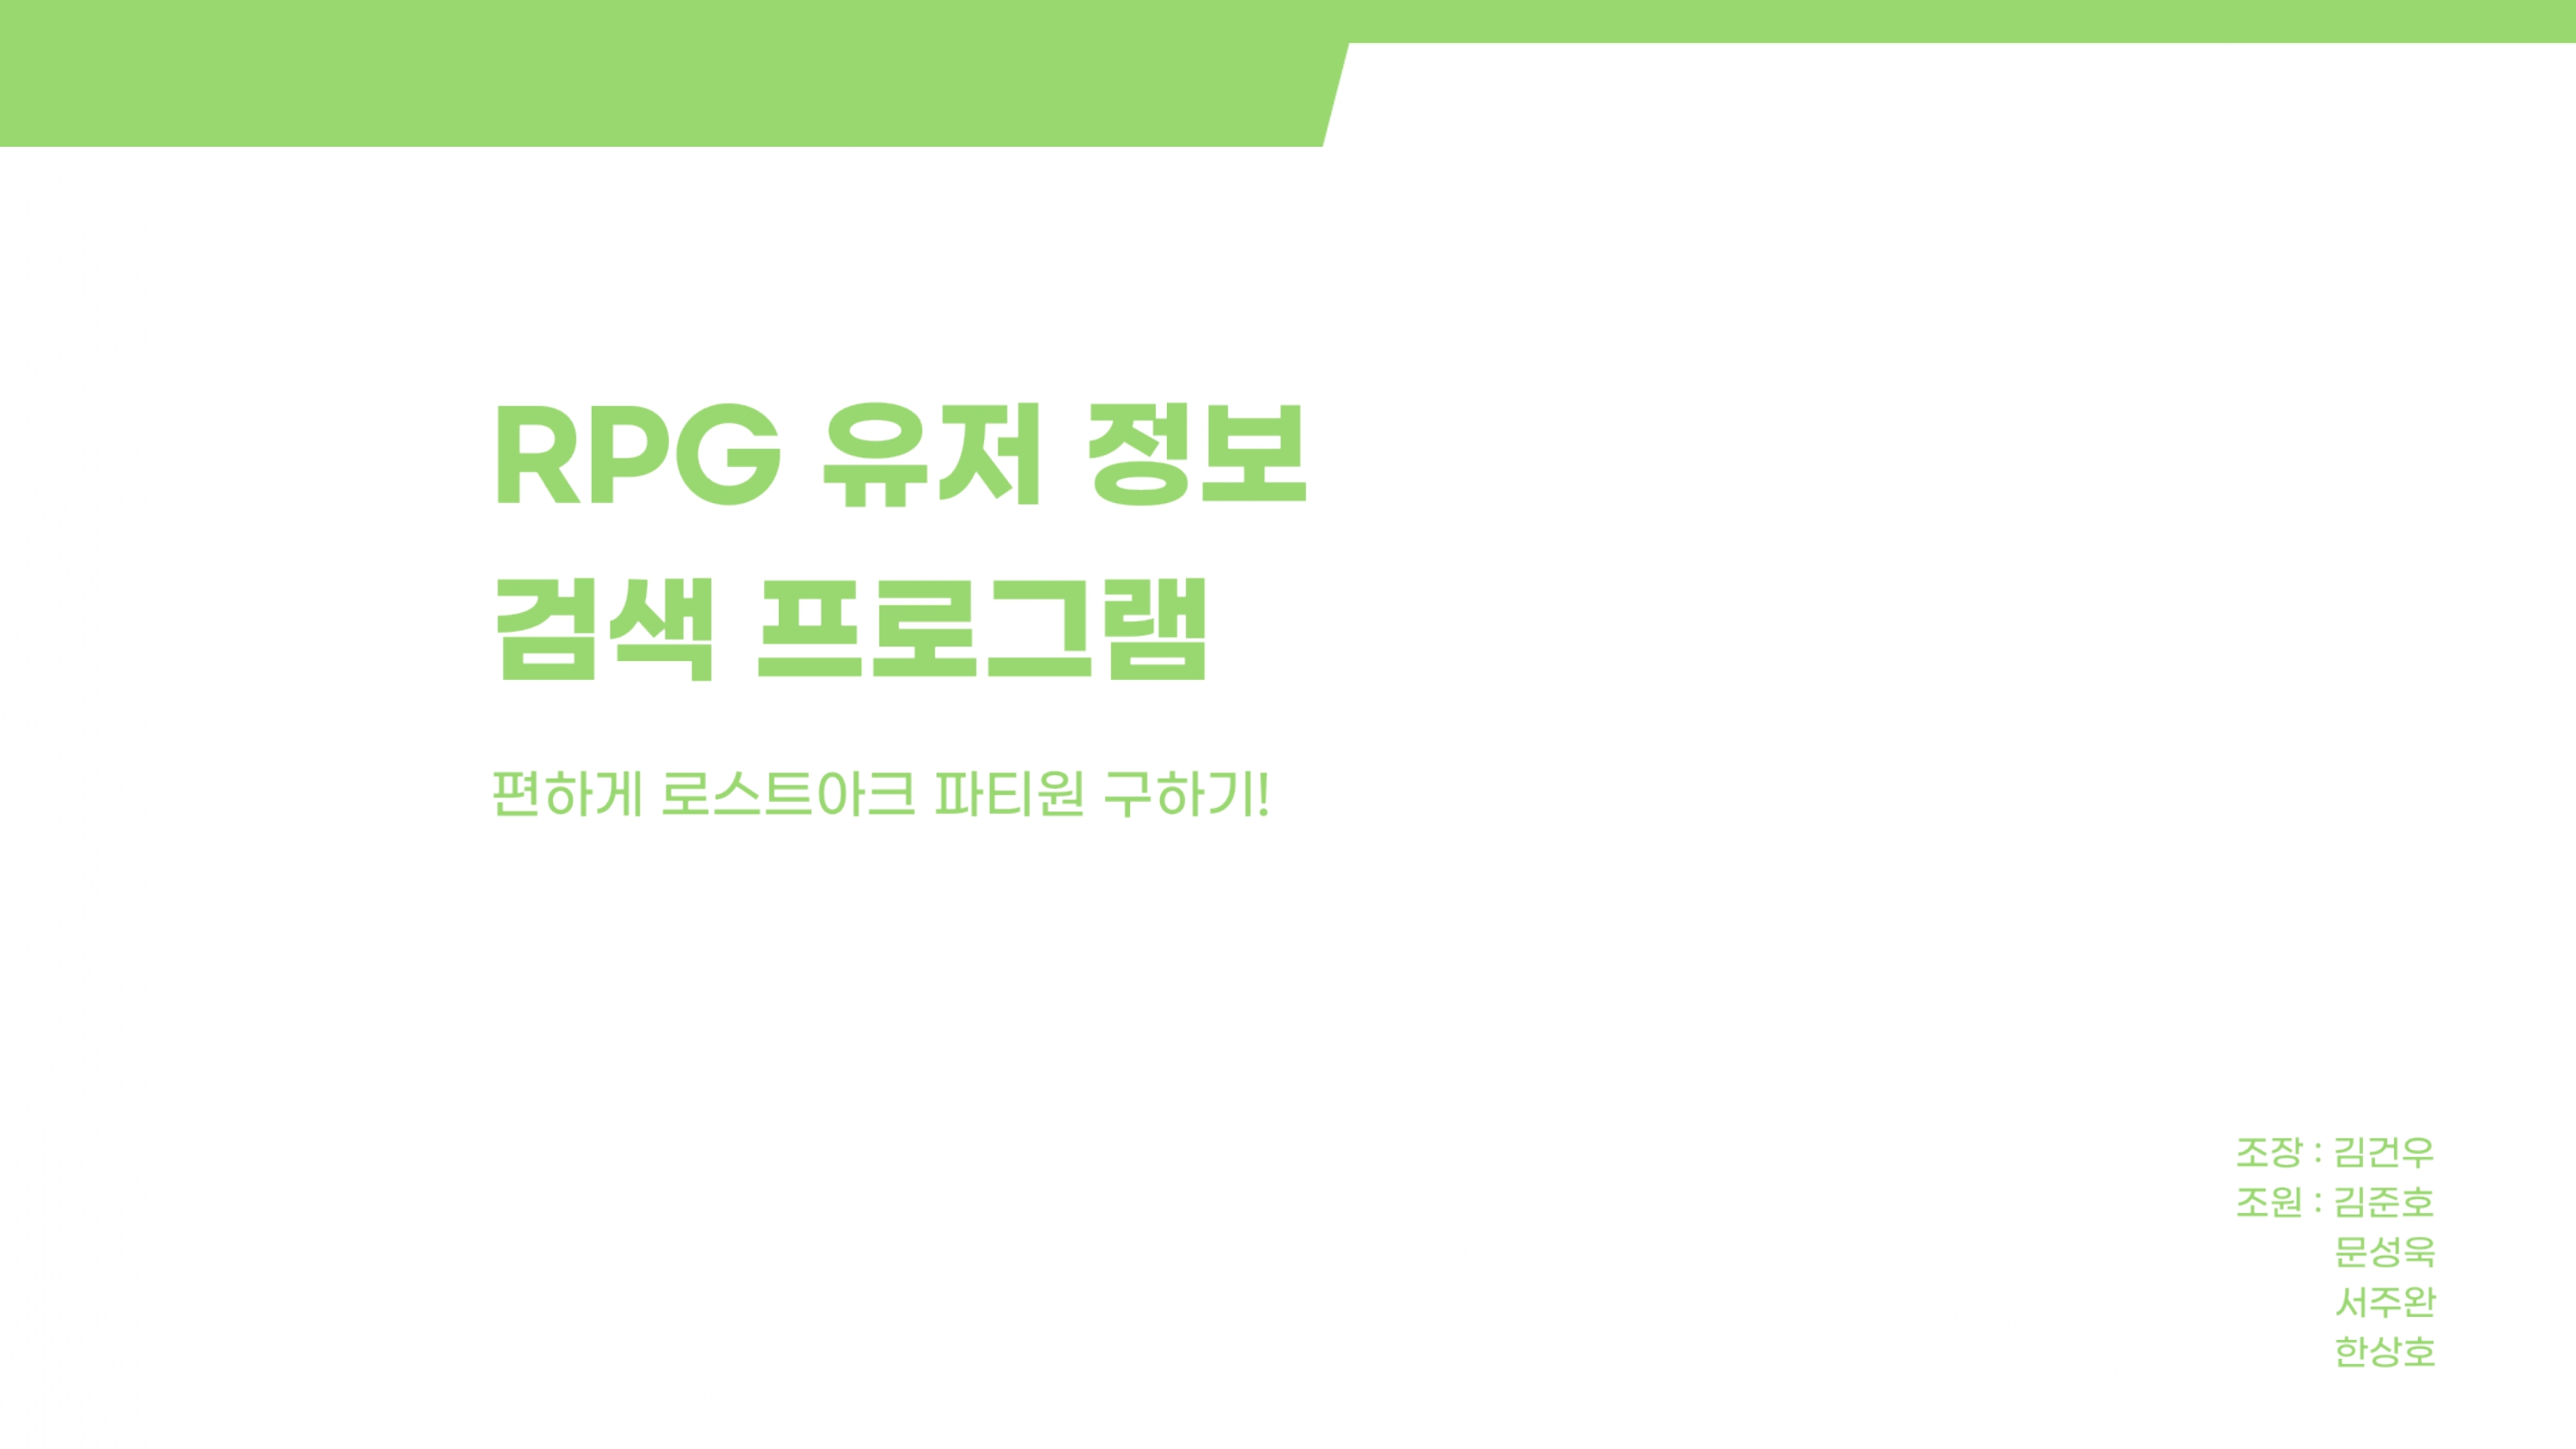 RPG 유저 정보
검색 프로그램
편하게 로스트아크 파티원 구하기!
조장 : 김건우
조원 : 김준호
문성욱
서주완
한상호